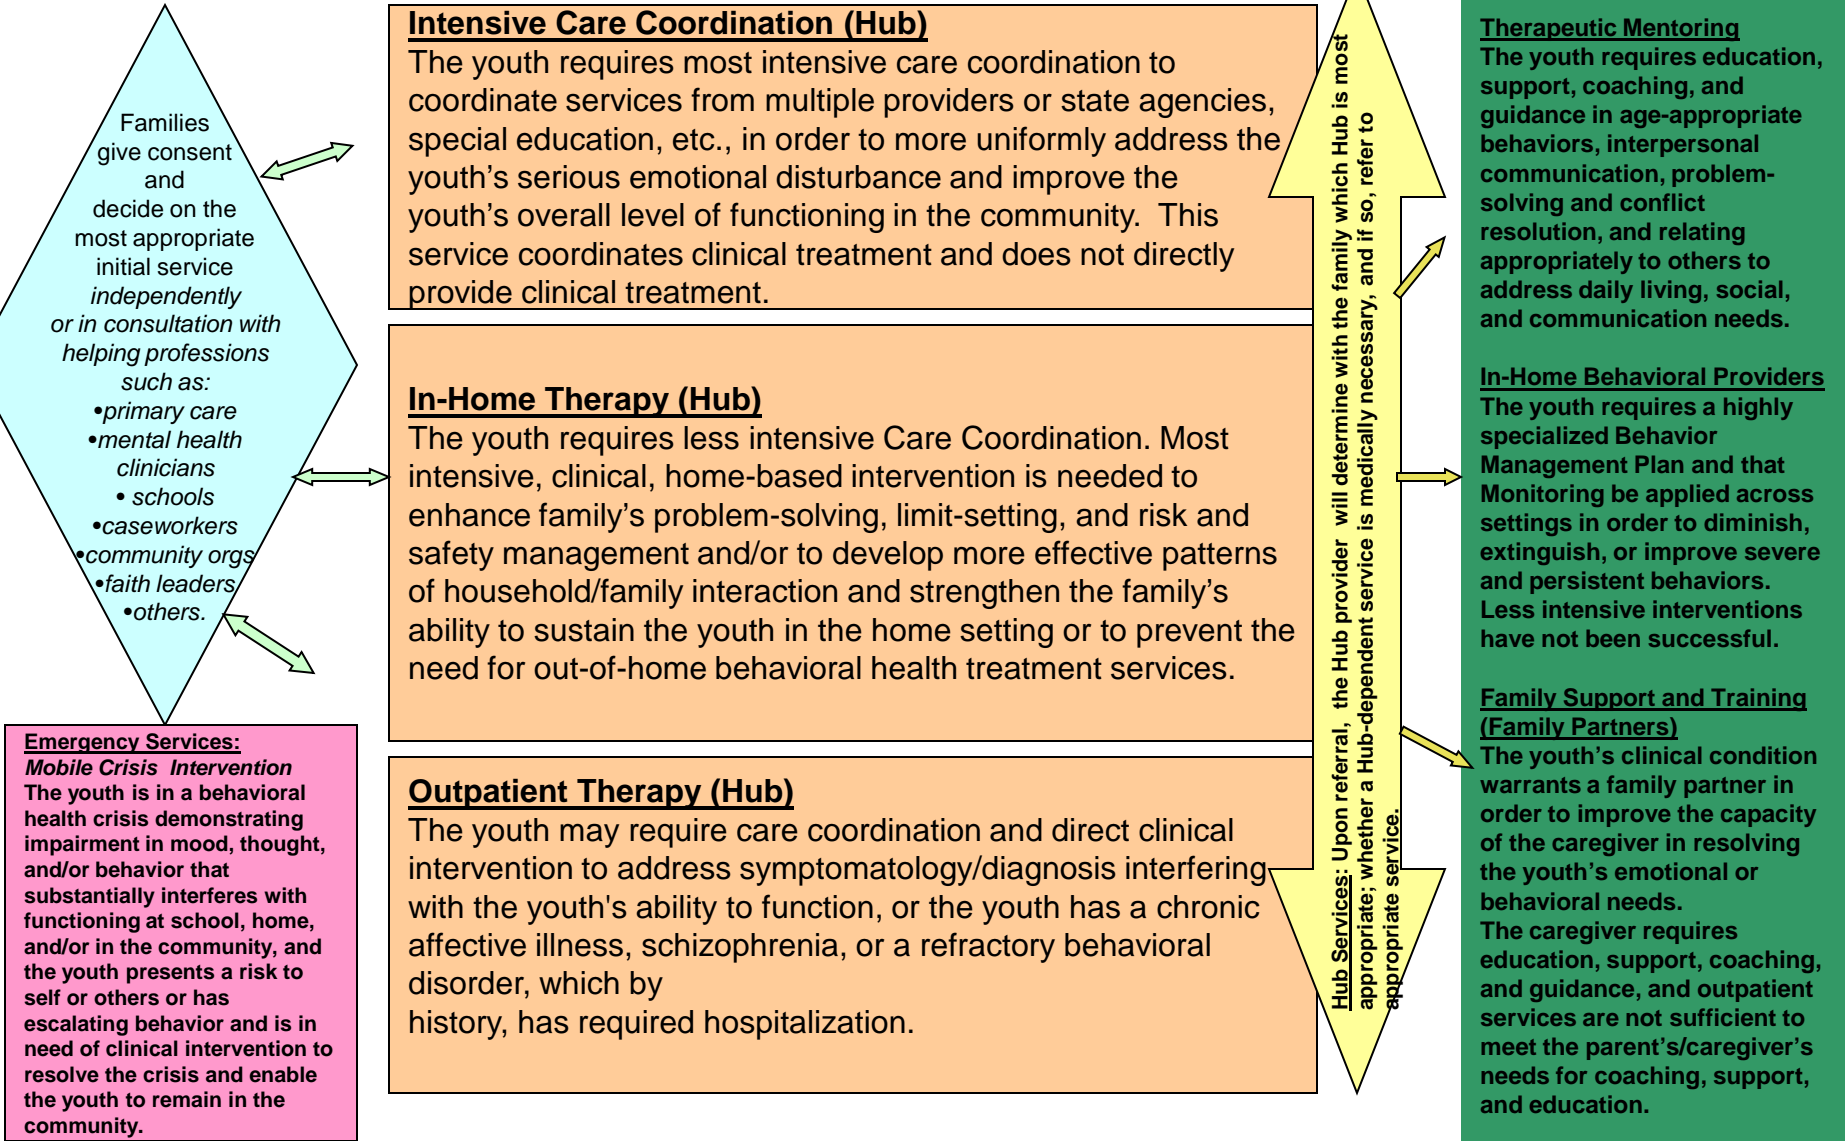 Families
give consent
and
decide on the
most appropriate
initial service
independently
or in consultation with
helping professions
such as:
•primary care
•mental health
clinicians
• schools
•caseworkers
•community orgs
•faith leaders
•others.
Emergency Services:
Mobile Crisis Intervention
The youth is in a behavioral
health crisis demonstrating
impairment in mood, thought,
and/or behavior that
substantially interferes with
functioning at school, home,
and/or in the community, and
the youth presents a risk to
self or others or has
escalating behavior and is in
need of clinical intervention to
resolve the crisis and enable
the youth to remain in the
community.
Intensive Care Coordination (Hub)
The youth requires most intensive care coordination to
coordinate services from multiple providers or state agencies,
special education, etc., in order to more uniformly address the
youth’s serious emotional disturbance and improve the
youth’s overall level of functioning in the community. This
service coordinates clinical treatment and does not directly
provide clinical treatment.
In-Home Therapy (Hub)
The youth requires less intensive Care Coordination. Most
intensive, clinical, home-based intervention is needed to
enhance family’s problem-solving, limit-setting, and risk and
safety management and/or to develop more effective patterns
of household/family interaction and strengthen the family’s
ability to sustain the youth in the home setting or to prevent the
need for out-of-home behavioral health treatment services.
Outpatient Therapy (Hub)
The youth may require care coordination and direct clinical
intervention to address symptomatology/diagnosis interfering
with the youth's ability to function, or the youth has a chronic
affective illness, schizophrenia, or a refractory behavioral
disorder, which by
history, has required hospitalization.
Hub Services: Upon referral, the Hub provider will determine with the family which Hub is most
appropriate; whether a Hub-dependent service is medically necessary, and if so, refer to
appropriate service.
Therapeutic Mentoring
The youth requires education,
support, coaching, and
guidance in age-appropriate
behaviors, interpersonal
communication, problem-
solving and conflict
resolution, and relating
appropriately to others to
address daily living, social,
and communication needs.
In-Home Behavioral Providers
The youth requires a highly
specialized Behavior
Management Plan and that
Monitoring be applied across
settings in order to diminish,
extinguish, or improve severe
and persistent behaviors.
Less intensive interventions
have not been successful.
Family Support and Training
(Family Partners)
The youth’s clinical condition
warrants a family partner in
order to improve the capacity
of the caregiver in resolving
the youth’s emotional or
behavioral needs.
The caregiver requires
education, support, coaching,
and guidance, and outpatient
services are not sufficient to
meet the parent’s/caregiver’s
needs for coaching, support,
and education.